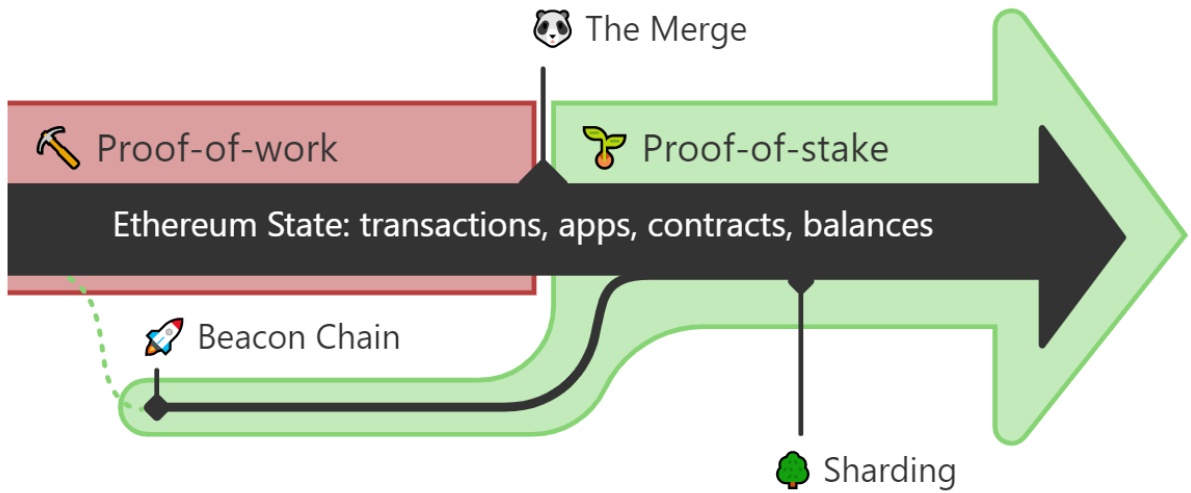 The Merge
Proof-of-work
Proof-of-stake
Ethereum State: transactions, apps, contracts, balances
Beacon Chain
Sharding